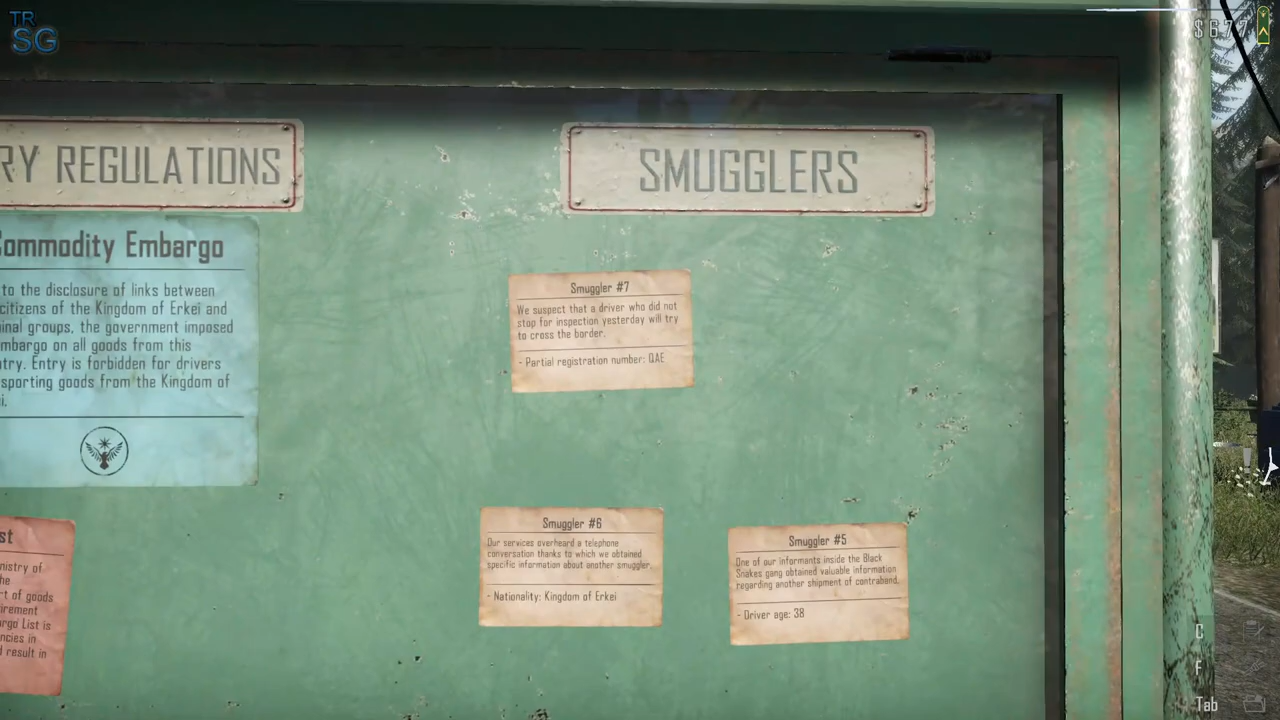 TR
SG
$677
RY REGULATIONS
SMUGGLERS
Commodity Embargo
to the disclosure of links between
citizens of the Kingdom of Erkei and
inal groups, the government imposed
mbargo on all goods from this
ntry. Entry is forbidden for drivers
sporting goods from the Kingdom of
i.
Smuggler #7
We suspect that a driver who did not
stop for inspection yesterday will try
to cross the border.
- Partial registration number: QAE
Smuggler #6
Our services overheard a telephone
conversation thanks to which we obtained
specific information about another smuggler.
- Nationality: Kingdom of Erkei
Smuggler #5
One of our informants inside the Black
Snakes gang obtained valuable information
regarding another shipment of contraband.
- Driver age: 38
st
nistry of
he
rt of goods
irement
argo List is
ncies in
d result in
C
F
Tab